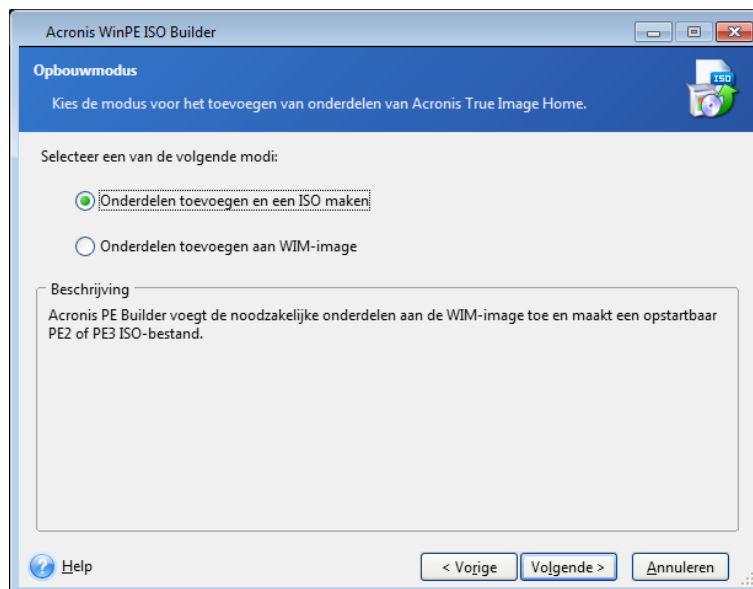 Acronis WinPE ISO Builder
Opbouwmodus
Kies de modus voor het toevoegen van onderdelen van Acronis True Image Home.
ISO
Selecteer een van de volgende modi:
Onderdelen toevoegen en een ISO maken
Onderdelen toevoegen aan WIM-image
Beschrijving
Acronis PE Builder voegt de noodzakelijke onderdelen aan de WIM-image toe en maakt een opstartbaar
PE2 of PE3 ISO-bestand.
? Help
< Vorige
Volgende >
Annuleren